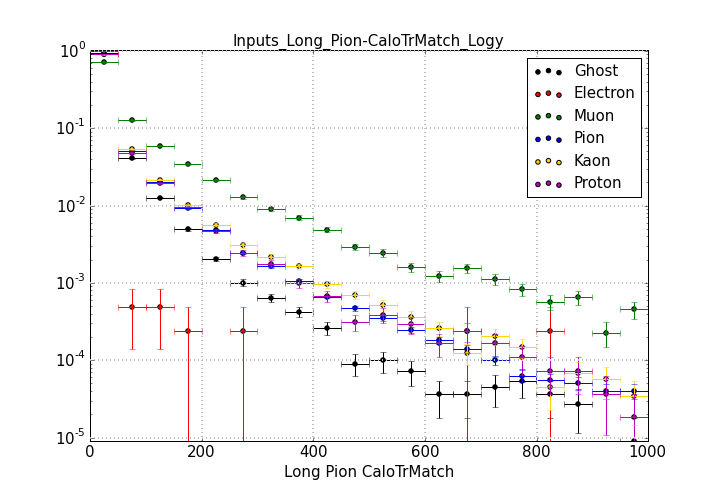 Inputs_Long_Pion-CaloTrMatch_Logy
10^0
10^-1
10^-2
10^-3
10^-4
10^-5
Ghost
Electron
Muon
Pion
Kaon
Proton
0 200 400 600 800 1000
Long Pion CaloTrMatch